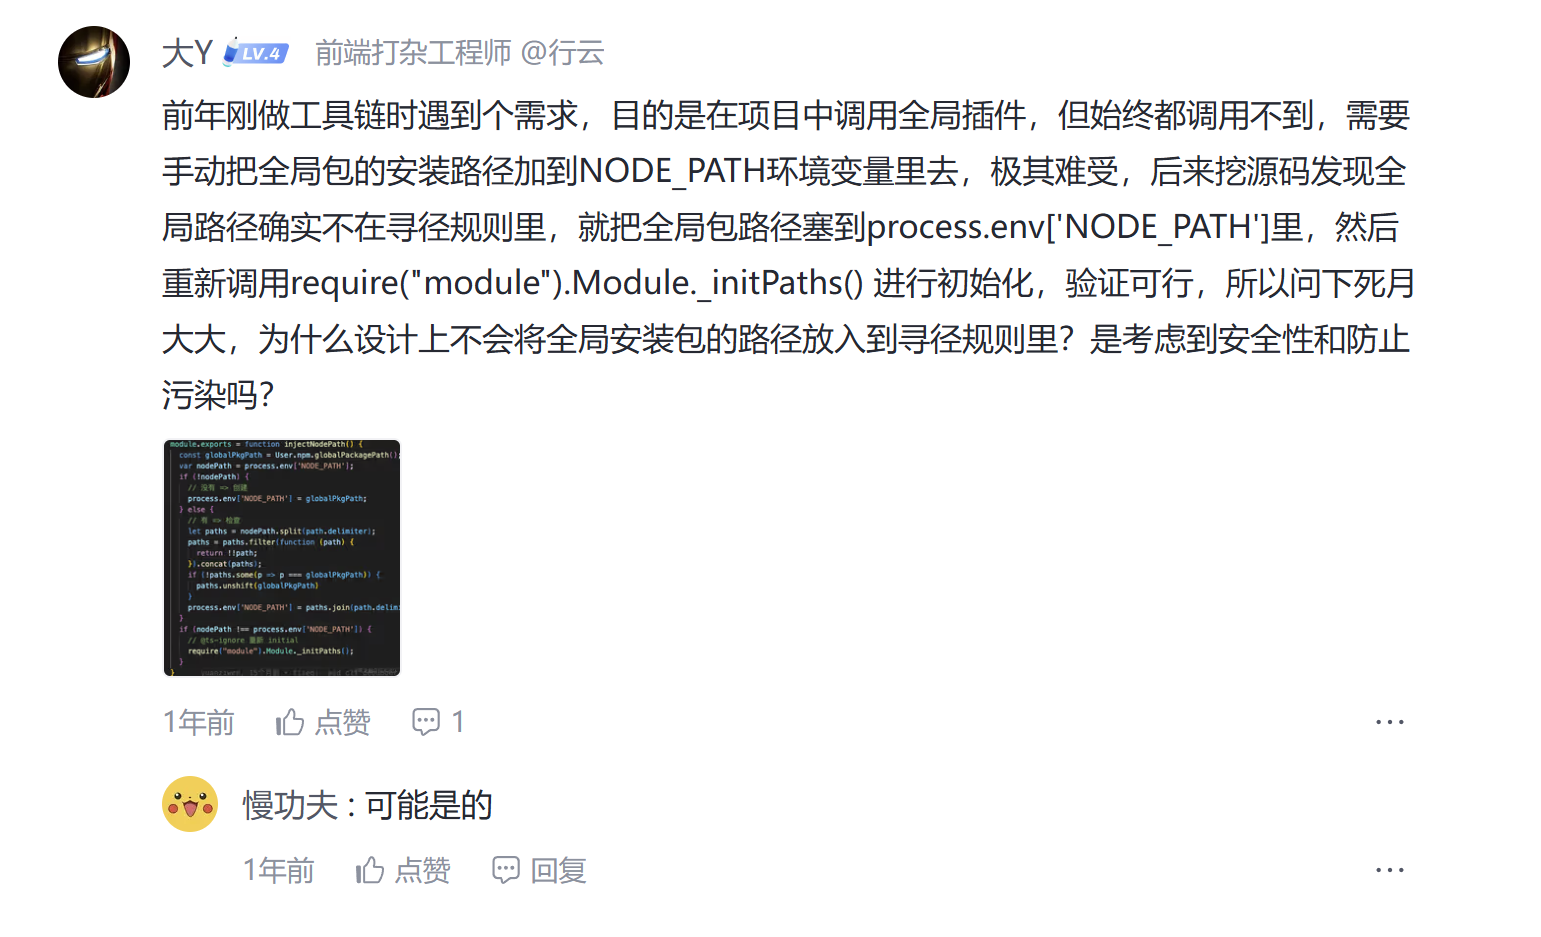 大Y LV.4 前端打杂工程师 @行云
前年刚做工具链时遇到个需求，目的是在项目中调用全局插件，但始终都调用不到，需要
手动把全局包的安装路径加到NODE_PATH环境变量里去，极其难受，后来挖源码发现全
局路径确实不在寻径规则里，就把全局包路径塞到process.env['NODE_PATH']里，然后
重新调用require("module").Module._initPaths() 进行初始化，验证可行，所以问下死月
大大，为什么设计上不会将全局安装包的路径放入到寻径规则里？是考虑到安全性和防止
污染吗？
module.exports = function injectNodePath() {
const globalPkgPath = User.npm.globalPackagePath();
var nodePath = process.env['NODE_PATH'];
if (!nodePath) {
// 没有 => 创建
process.env['NODE_PATH'] = globalPkgPath;
} else {
// 有 => 检查
let paths = nodePath.split(path.delimiter);
paths = paths.filter(function (path) {
return !!path;
}).concat(paths);
if (!paths.some(p => p === globalPkgPath)) {
paths.unshift(globalPkgPath)
}
process.env['NODE_PATH'] = paths.join(path.delim
}
if (nodePath !== process.env['NODE_PATH']) {
// @ts-ignore 重新 initial
require("module").Module._initPaths();
}
}
1年前 点赞 1
慢功夫 : 可能是的
1年前 点赞 回复